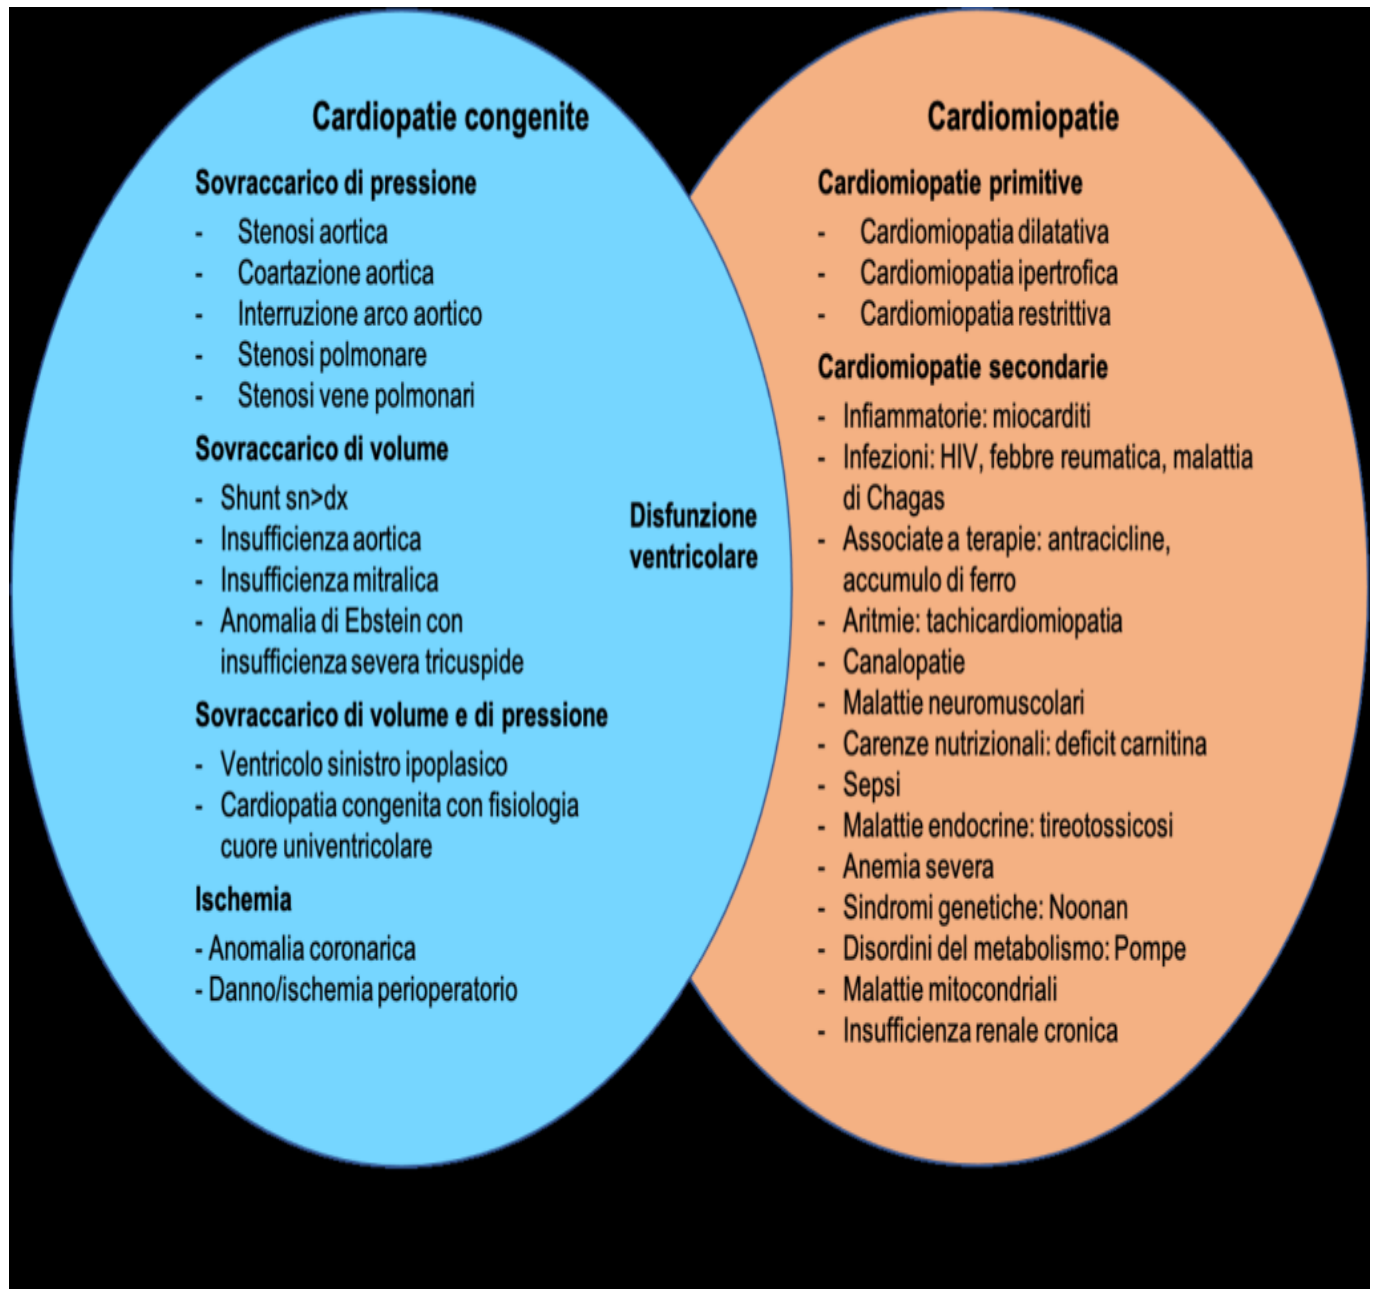 Cardiopatie congenite
Sovraccarico di pressione
- Stenosi aortica
- Coartazione aortica
- Interruzione arco aortico
- Stenosi polmonare
- Stenosi vene polmonari
Sovraccarico di volume
- Shunt sn>dx
- Insufficienza aortica
- Insufficienza mitralica
- Anomalia di Ebstein con
insufficienza severa tricuspide
Sovraccarico di volume e di pressione
- Ventricolo sinistro ipoplasico
- Cardiopatia congenita con fisiologia
cuore univentricolare
Ischemia
- Anomalia coronarica
- Danno/ischemia perioperatorio
Disfunzione
ventricolare
Cardiomiopatie
Cardiomiopatie primitive
- Cardiomiopatia dilatativa
- Cardiomiopatia ipertrofica
- Cardiomiopatia restrittiva
Cardiomiopatie secondarie
- Infiammatorie: miocarditi
- Infezioni: HIV, febbre reumatica, malattia
di Chagas
- Associate a terapie: antracicline,
accumulo di ferro
- Aritmie: tachicardiomiopatia
- Canalopatie
- Malattie neuromuscolari
- Carenze nutrizionali: deficit carnitina
- Sepsi
- Malattie endocrine: tireotossicosi
- Anemia severa
- Sindromi genetiche: Noonan
- Disordini del metabolismo: Pompe
- Malattie mitocondriali
- Insufficienza renale cronica